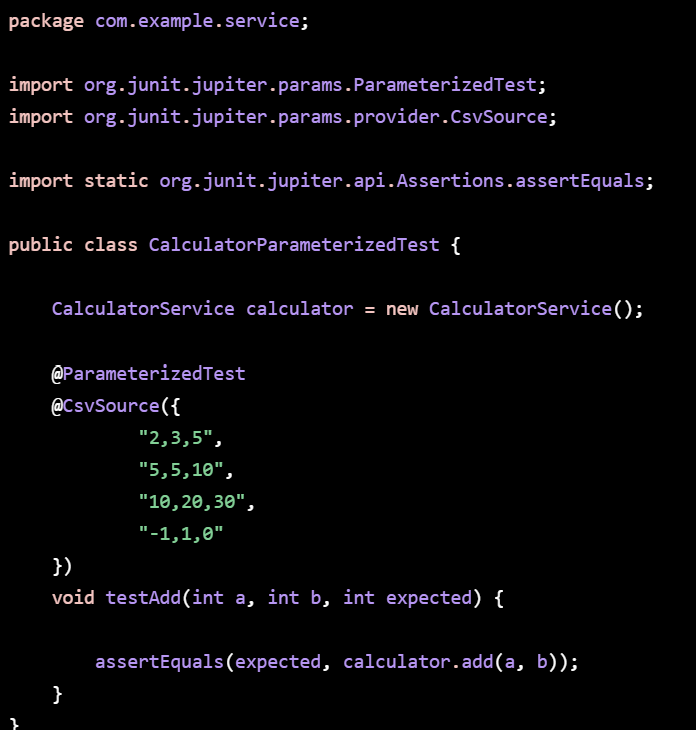 package com.example.service;
import org.junit.jupiter.params.ParameterizedTest;
import org.junit.jupiter.params.provider.CsvSource;
import static org.junit.jupiter.api.Assertions.assertEquals;
public class CalculatorParameterizedTest {
    CalculatorService calculator = new CalculatorService();
    @ParameterizedTest
    @CsvSource({
            "2,3,5",
            "5,5,10",
            "10,20,30",
            "-1,1,0"
    })
    void testAdd(int a, int b, int expected) {
        assertEquals(expected, calculator.add(a, b));
    }
}